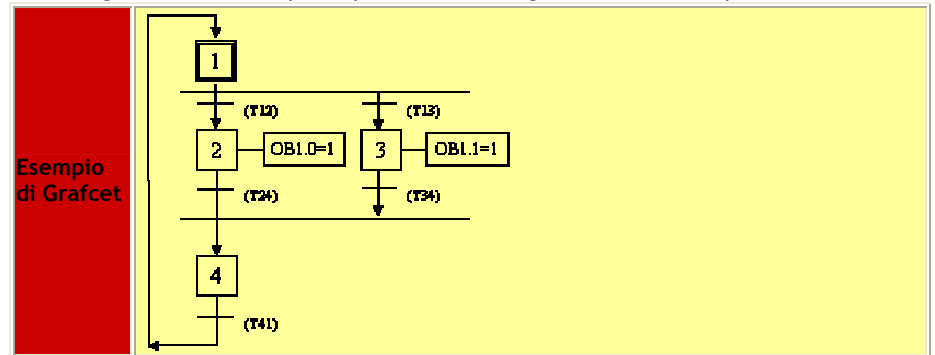 Esempio
di Grafcet
1
(T12)
(T13)
2
OB1.0=1
3
OB1.1=1
(T24)
(T34)
4
(T41)